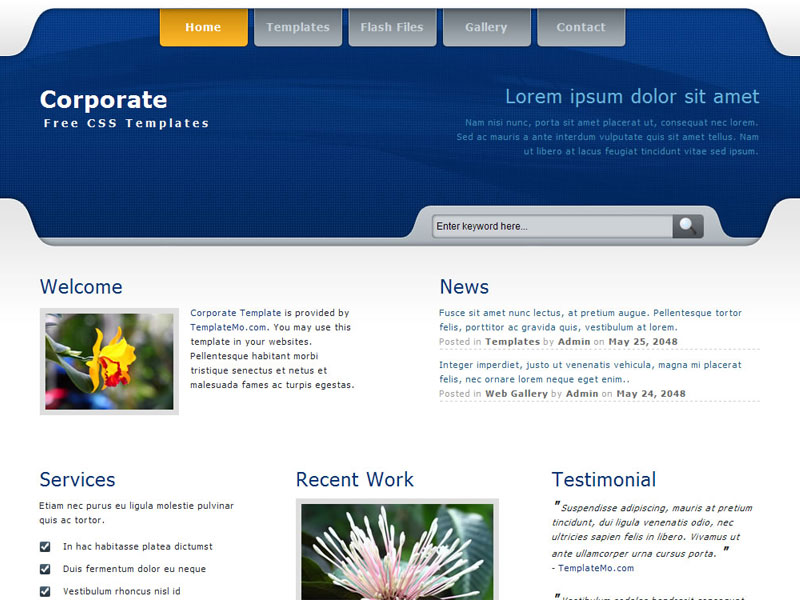 Home
Templates
Flash Files
Gallery
Contact
Corporate
Free CSS Templates
Lorem ipsum dolor sit amet
Nam nisi nunc, porta sit amet placerat ut, consequat nec lorem.
Sed ac mauris a ante interdum vulputate quis sit amet tellus. Nam
ut libero at lacus feugiat tincidunt vitae sed ipsum.
Enter keyword here...
Welcome
Corporate Template is provided by
TemplateMo.com. You may use this
template in your websites.
Pellentesque habitant morbi
tristique senectus et netus et
malesuada fames ac turpis egestas.
News
Fusce sit amet nunc lectus, at pretium augue. Pellentesque tortor
felis, porttitor ac gravida quis, vestibulum at lorem.
Posted in Templates by Admin on May 25, 2048
Integer imperdiet, justo ut venenatis vehicula, magna mi placerat
felis, nec ornare lorem neque eget enim..
Posted in Web Gallery by Admin on May 24, 2048
Services
Etiam nec purus eu ligula molestie pulvinar
quis ac tortor.
In hac habitasse platea dictumst
Duis fermentum dolor eu neque
Vestibulum rhoncus nisl id
Recent Work
Testimonial
" Suspendisse adipiscing, mauris at pretium
tincidunt, dui ligula venenatis odio, nec
ultricies sapien felis in libero. Vivamus ut
ante ullamcorper urna cursus porta. "
- TemplateMo.com